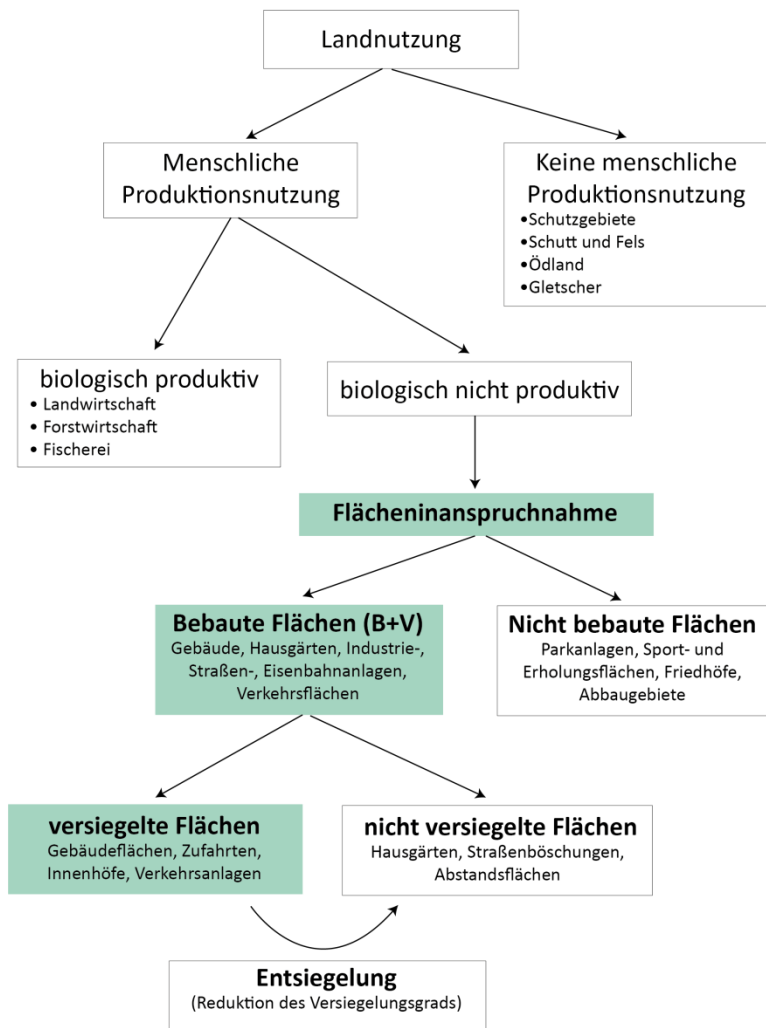 Landnutzung
Menschliche
Produktionsnutzung
Keine menschliche
Produktionsnutzung
•Schutzgebiete
•Schutt und Fels
•Ödland
•Gletscher
biologisch produktiv
• Landwirtschaft
• Forstwirtschaft
• Fischerei
biologisch nicht produktiv
Flächeninanspruchnahme
Bebaute Flächen (B+V)
Gebäude, Hausgärten, Industrie-,
Straßen-, Eisenbahnanlagen,
Verkehrsflächen
Nicht bebaute Flächen
Parkanlagen, Sport- und
Erholungsflächen, Friedhöfe,
Abbaugebiete
versiegelte Flächen
Gebäudeflächen, Zufahrten,
Innenhöfe, Verkehrsanlagen
nicht versiegelte Flächen
Hausgärten, Straßenböschungen,
Abstandsflächen
Entsiegelung
(Reduktion des Versiegelungsgrads)